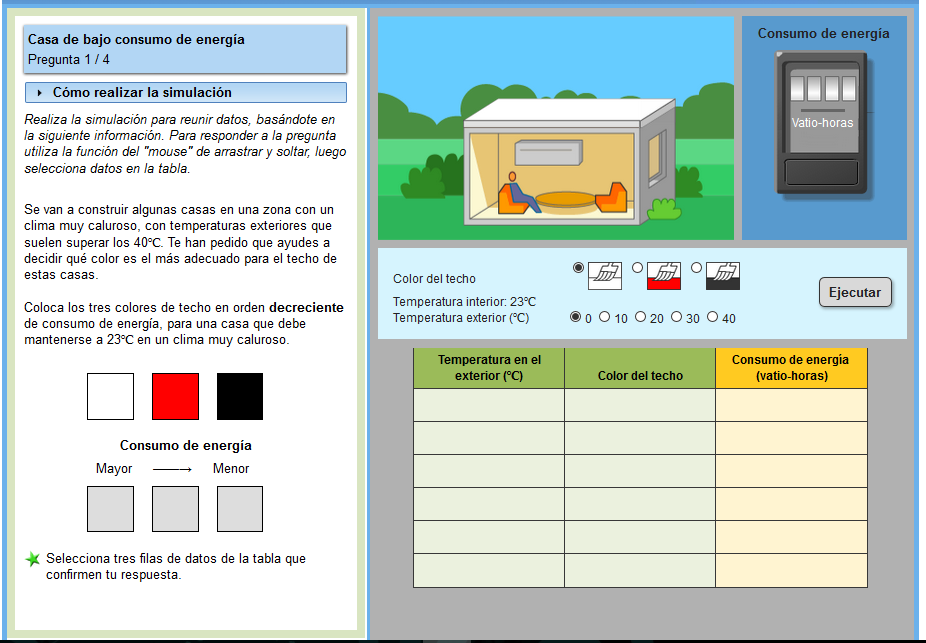 Casa de bajo consumo de energía
Pregunta 1 / 4
Cómo realizar la simulación
Realiza la simulación para reunir datos, basándote en
la siguiente información. Para responder a la pregunta
utiliza la función del "mouse" de arrastrar y soltar, luego
selecciona datos en la tabla.
Se van a construir algunas casas en una zona con un
clima muy caluroso, con temperaturas exteriores que
suelen superar los 40℃. Te han pedido que ayudes a
decidir qué color es el más adecuado para el techo de
estas casas.
Coloca los tres colores de techo en orden decreciente
de consumo de energía, para una casa que debe
mantenerse a 23℃ en un clima muy caluroso.
Consumo de energía
Mayor ⟶ Menor
Selecciona tres filas de datos de la tabla que
confirmen tu respuesta.
Consumo de energía
Vatio-horas
Color del techo
Temperatura interior: 23℃
Temperatura exterior (℃) 0 10 20 30 40
Ejecutar
Temperatura en el
exterior (℃)
Color del techo
Consumo de energía
(vatio-horas)